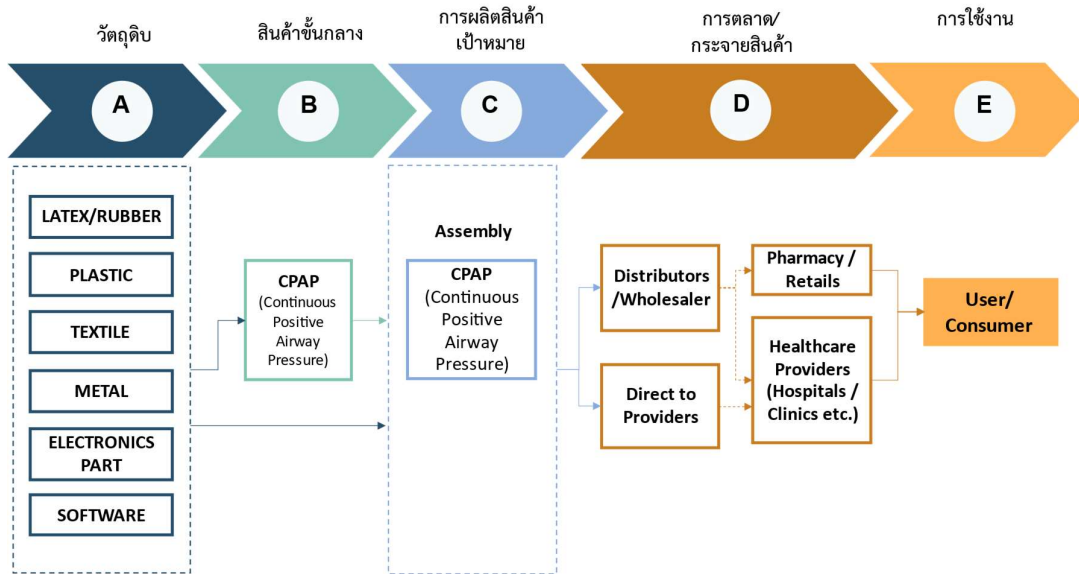 วัตถุดิบ
สินค้าขั้นกลาง
การผลิตสินค้า
เป้าหมาย
การตลาด/
กระจายสินค้า
การใช้งาน
A
B
C
D
E
LATEX/RUBBER
PLASTIC
TEXTILE
METAL
ELECTRONICS
PART
SOFTWARE
CPAP
(Continuous
Positive
Airway
Pressure)
Assembly
CPAP
(Continuous
Positive
Airway
Pressure)
Distributors
/Wholesaler
Direct to
Providers
Pharmacy /
Retails
Healthcare
Providers
(Hospitals /
Clinics etc.)
User/
Consumer